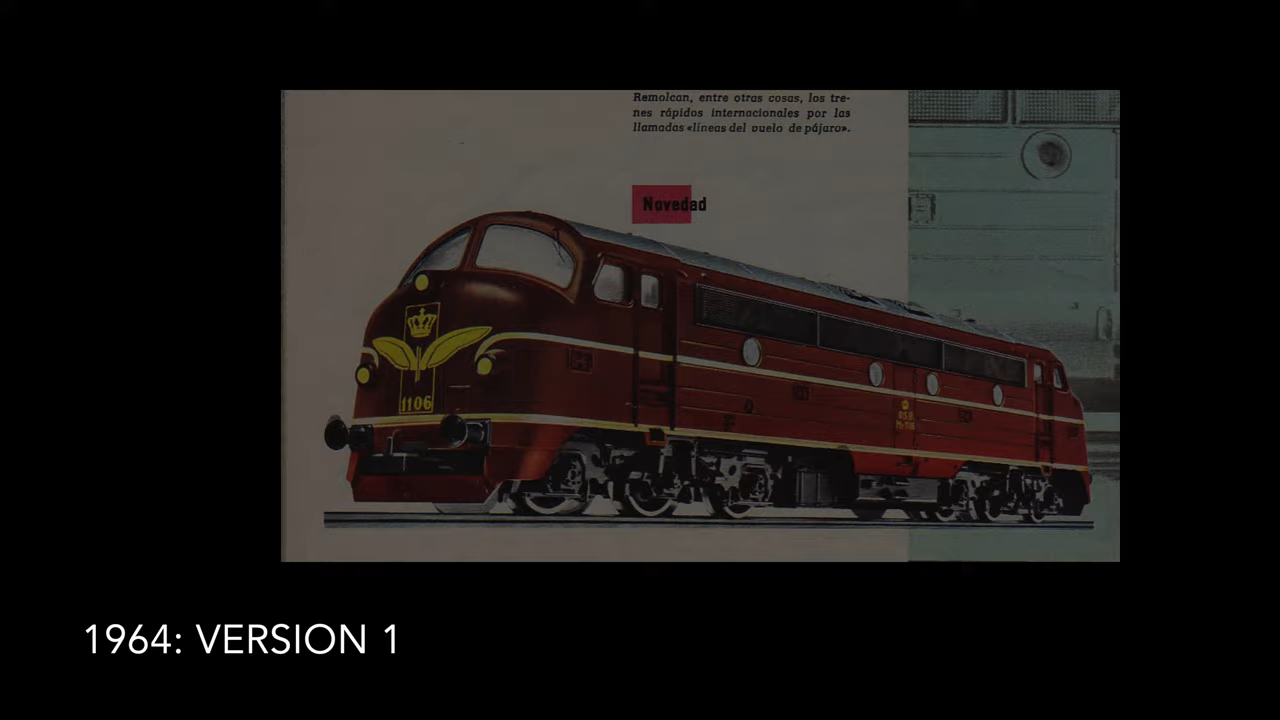 Remolcan, entre otras cosas, los tre-
nes rápidos internacionales por las
llamadas «líneas del vuelo de pájaro».
Novedad
1106
1964: VERSION 1